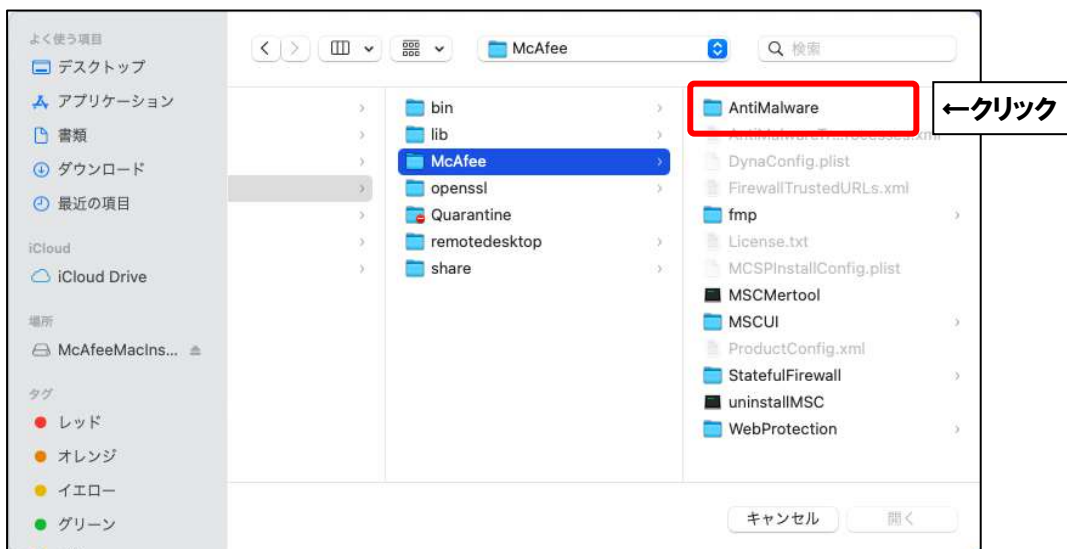 よく使う項目
デスクトップ
アプリケーション
書類
ダウンロード
最近の項目
iCloud
iCloud Drive
場所
McAfeeMacIns...
タグ
レッド
オレンジ
イエロー
グリーン
McAfee
検索
bin
lib
McAfee
openssl
Quarantine
remotedesktop
share
AntiMalware
DynaConfig.plist
FirewallTrustedURLs.xml
fmp
License.txt
MCSPInstallConfig.plist
MSCMertool
MSCUI
ProductConfig.xml
StatefulFirewall
uninstallMSC
WebProtection
←クリック
キャンセル
開く